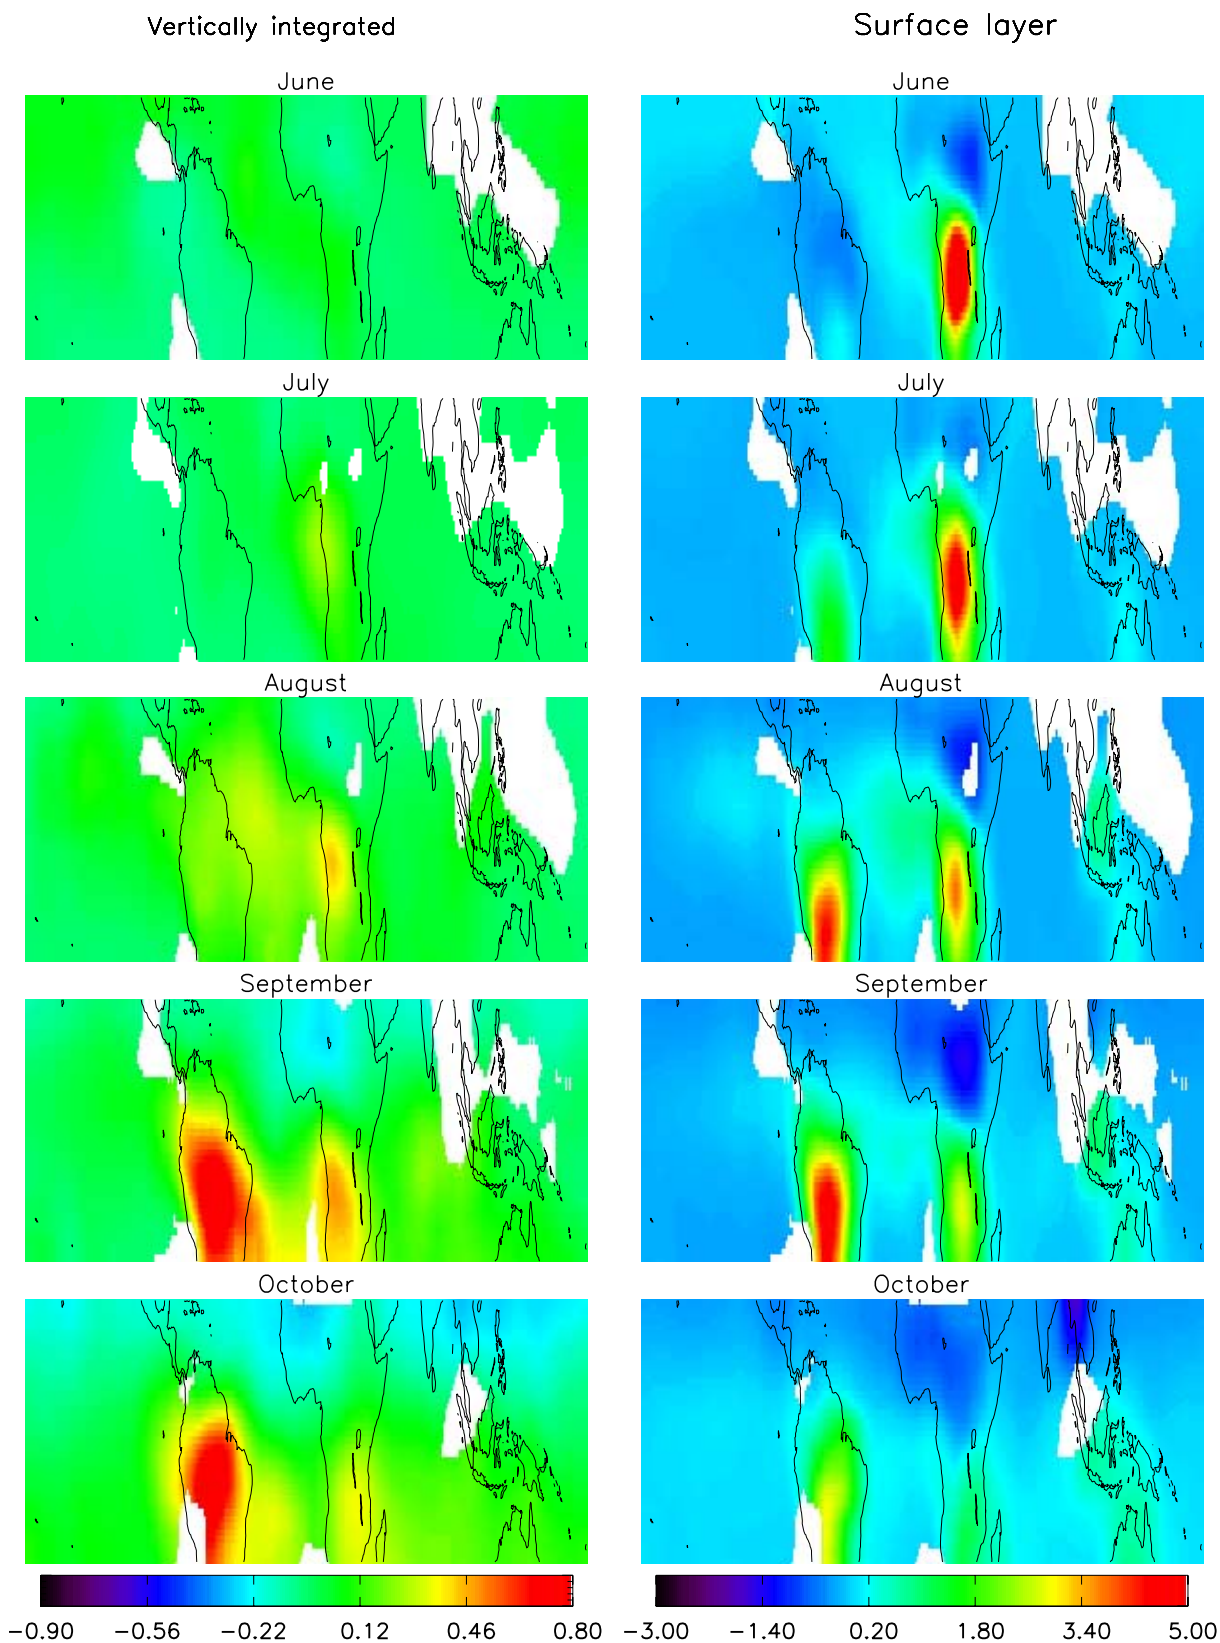 Vertically integrated Surface layer
June June
July July
August August
September September
October October
−0.90 −0.56 −0.22 0.12 0.46 0.80 −3.00 −1.40 0.20 1.80 3.40 5.00